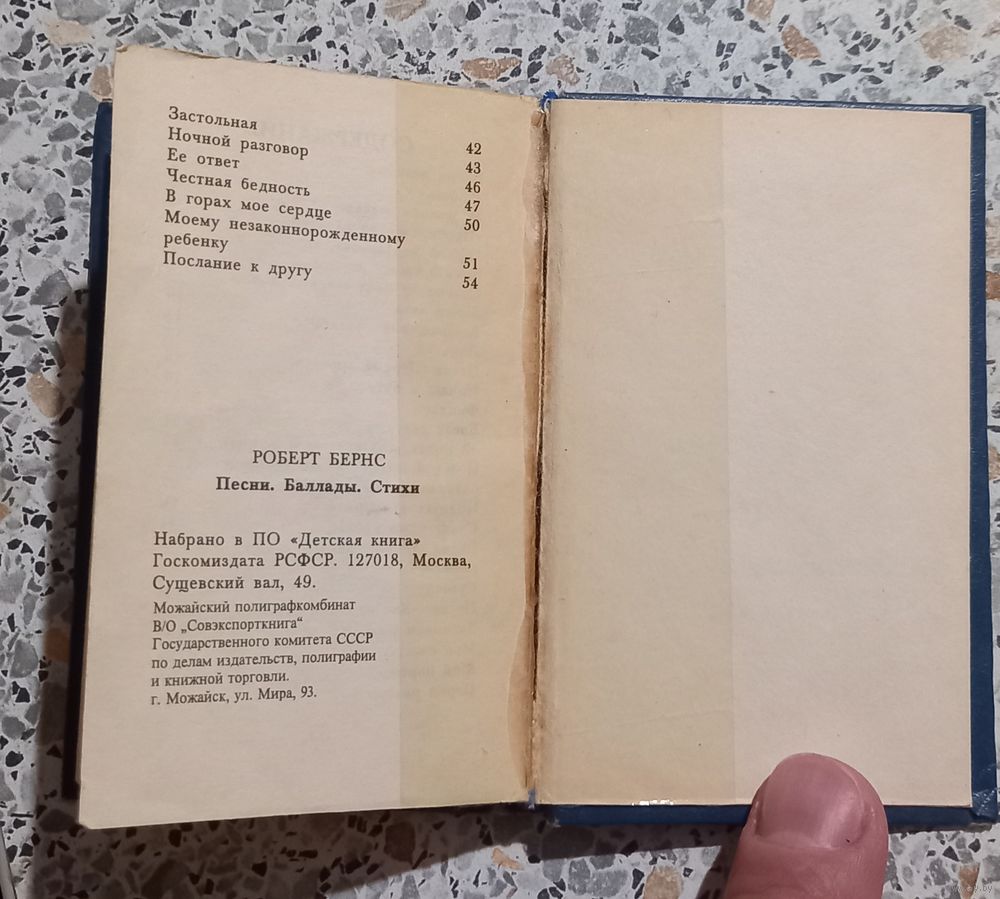 Застольная 42
Ночной разговор 43
Ее ответ 46
Честная бедность 47
В горах мое сердце 50
Моему незаконнорожденному
ребенку 51
Послание к другу 54
РОБЕРТ БЕРНС
Песни. Баллады. Стихи
Набрано в ПО «Детская книга»
Госкомиздата РСФСР. 127018, Москва,
Сущевский вал, 49.
Можайский полиграфкомбинат
В/О „Совэкспорткнига“
Государственного комитета СССР
по делам издательств, полиграфии
и книжной торговли.
г. Можайск, ул. Мира, 93.